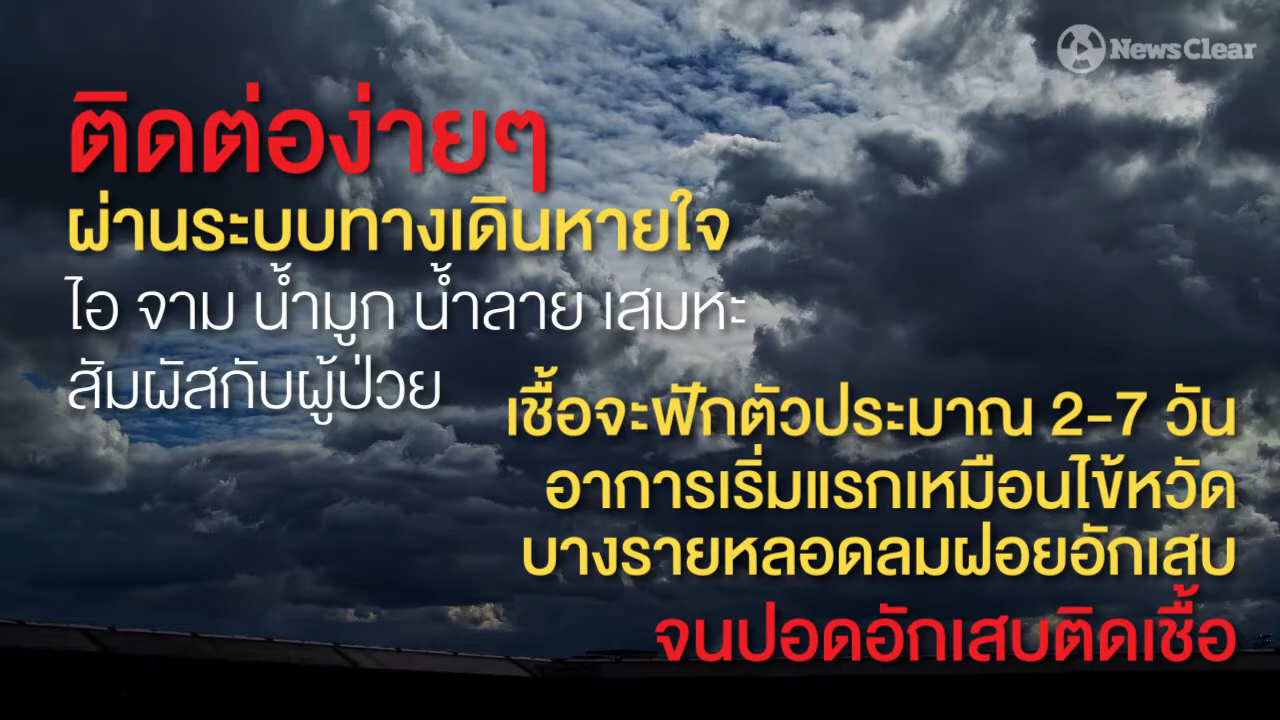 News Clear
ติดต่อง่ายๆ
ผ่านระบบทางเดินหายใจ
ไอ จาม น้ำมูก น้ำลาย เสมหะ
สัมผัสกับผู้ป่วย
เชื้อจะฟักตัวประมาณ 2-7 วัน
อาการเริ่มแรกเหมือนไข้หวัด
บางรายหลอดลมฝอยอักเสบ
จนปอดอักเสบติดเชื้อ